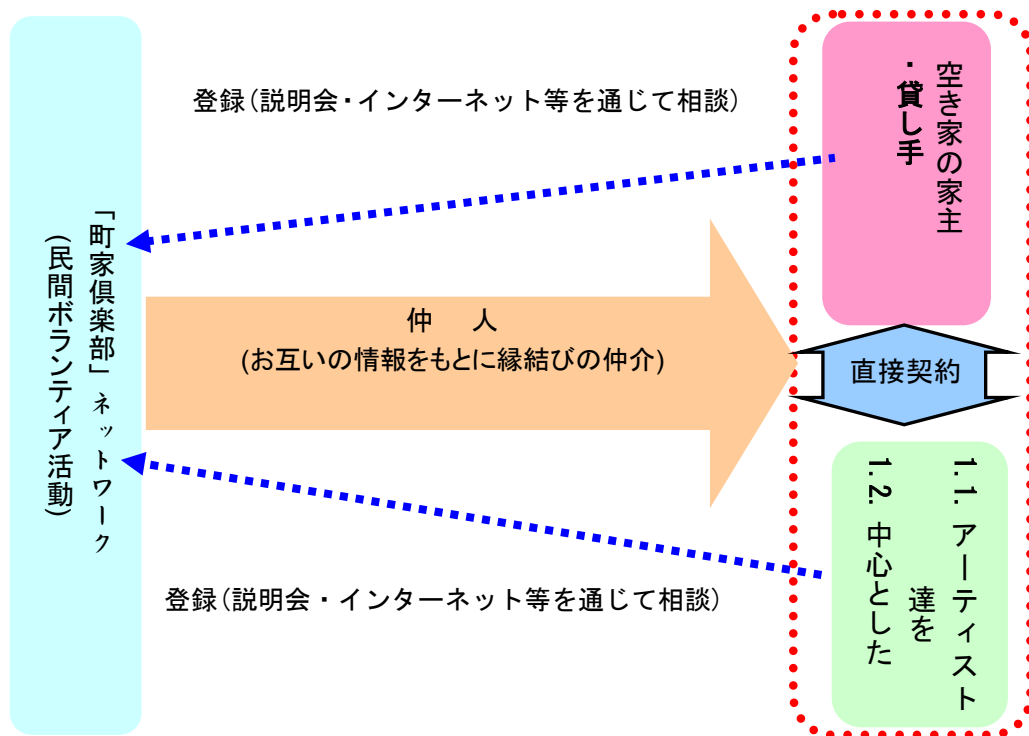 登録(説明会・インターネット等を通じて相談)
空き家の家主
・貸し手
「町家倶楽部」ネットワーク
(民間ボランティア活動)
仲 人
(お互いの情報をもとに縁結びの仲介)
直接契約
1.1. アーティスト
達を
1.2. 中心とした
登録(説明会・インターネット等を通じて相談)